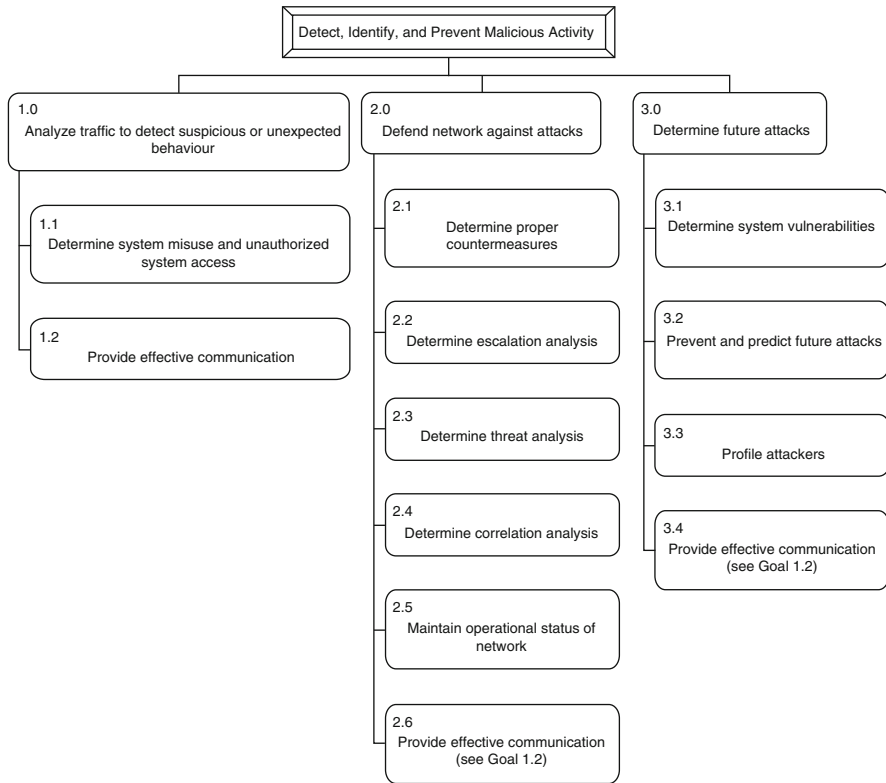 Detect, Identify, and Prevent Malicious Activity
1.0
Analyze traffic to detect suspicious or unexpected
behaviour
1.1
Determine system misuse and unauthorized
system access
1.2
Provide effective communication
2.0
Defend network against attacks
2.1
Determine proper
countermeasures
2.2
Determine escalation analysis
2.3
Determine threat analysis
2.4
Determine correlation analysis
2.5
Maintain operational status of
network
2.6
Provide effective communication
(see Goal 1.2)
3.0
Determine future attacks
3.1
Determine system vulnerabilities
3.2
Prevent and predict future attacks
3.3
Profile attackers
3.4
Provide effective communication
(see Goal 1.2)